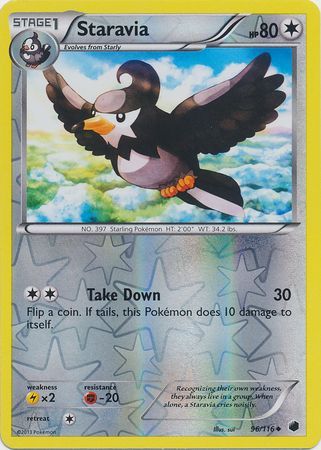 STAGE1
Staravia
HP80
Evolves from Starly
NO. 397 Starling Pokémon HT: 2'00" WT: 34.2 lbs.
Take Down 30
Flip a coin. If tails, this Pokémon does 10 damage to
itself.
weakness
×2
resistance
-20
retreat
Recognizing their own weakness,
they always live in a group. When
alone, a Staravia cries noisily.
Illus. sui
96/116
©2013 Pokémon